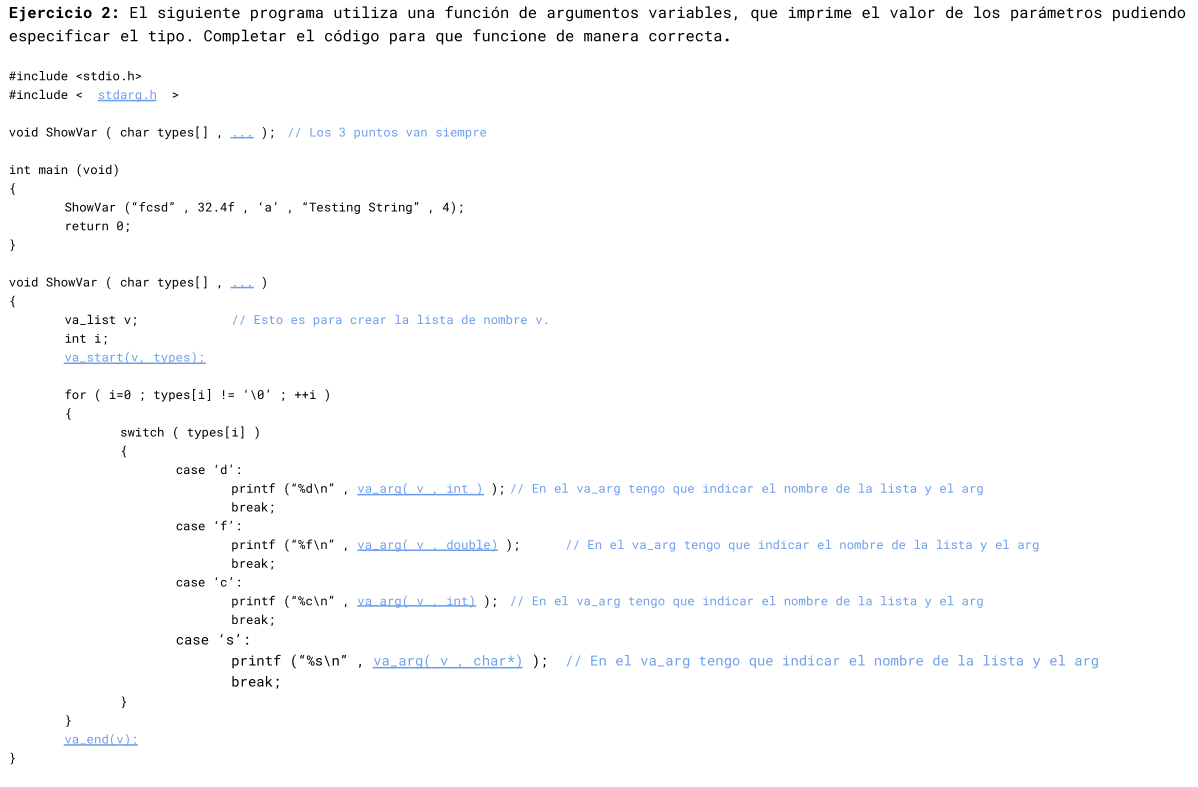 Ejercicio 2: El siguiente programa utiliza una función de argumentos variables, que imprime el valor de los parámetros pudiendo
especificar el tipo. Completar el código para que funcione de manera correcta.
#include <stdio.h>
#include < stdarg.h >
void ShowVar ( char types[] , ... ); // Los 3 puntos van siempre
int main (void)
{
ShowVar (“fcsd” , 32.4f , ‘a’ , “Testing String” , 4);
return 0;
}
void ShowVar ( char types[] , ... )
{
va_list v; // Esto es para crear la lista de nombre v.
int i;
va_start(v, types);
for ( i=0 ; types[i] != ‘\0’ ; ++i )
{
switch ( types[i] )
{
case ‘d’:
printf (“%d\n” , va_arg( v , int ) ); // En el va_arg tengo que indicar el nombre de la lista y el arg
break;
case ‘f’:
printf (“%f\n” , va_arg( v , double) ); // En el va_arg tengo que indicar el nombre de la lista y el arg
break;
case ‘c’:
printf (“%c\n” , va_arg( v , int) ); // En el va_arg tengo que indicar el nombre de la lista y el arg
break;
case ‘s’:
printf (“%s\n” , va_arg( v , char*) ); // En el va_arg tengo que indicar el nombre de la lista y el arg
break;
}
}
va_end(v);
}